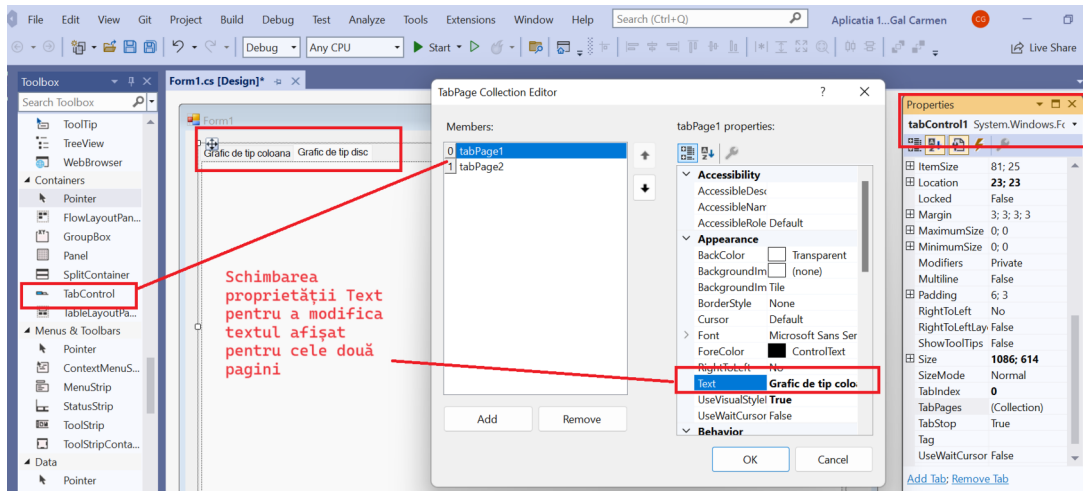 File Edit View Git Project Build Debug Test Analyze Tools Extensions Window Help Search (Ctrl+Q) Aplicatia 1...Gal Carmen CG
Debug Any CPU Start Live Share
Toolbox
Search Toolbox
ToolTip
TreeView
WebBrowser
Containers
Pointer
FlowLayoutPan...
GroupBox
Panel
SplitContainer
TabControl
TableLayoutPa...
Menus & Toolbars
Pointer
ContextMenuS...
MenuStrip
StatusStrip
ToolStrip
ToolStripConta...
Data
Pointer
Form1.cs [Design]*
Form1
Grafic de tip coloana Grafic de tip disc
Schimbarea
proprietății Text
pentru a modifica
textul afișat
pentru cele două
pagini
TabPage Collection Editor ?
Members:
0 tabPage1
1 tabPage2
Add Remove
tabPage1 properties:
Accessibility
AccessibleDesc
AccessibleNam
AccessibleRole Default
Appearance
BackColor Transparent
BackgroundIm (none)
BackgroundIm Tile
BorderStyle None
Cursor Default
Font Microsoft Sans Ser
ForeColor ControlText
RightToLeft No
Text Grafic de tip coloa
UseVisualStylel True
UseWaitCursor False
Behavior
OK Cancel
Properties
tabControl1 System.Windows.Fo
ItemSize 81; 25
Location 23; 23
Locked False
Margin 3; 3; 3; 3
MaximumSize 0; 0
MinimumSize 0; 0
Modifiers Private
Multiline False
Padding 6; 3
RightToLeft No
RightToLeftLay False
ShowToolTips False
Size 1086; 614
SizeMode Normal
TabIndex 0
TabPages (Collection)
TabStop True
Tag
UseWaitCursor False
Add Tab; Remove Tab